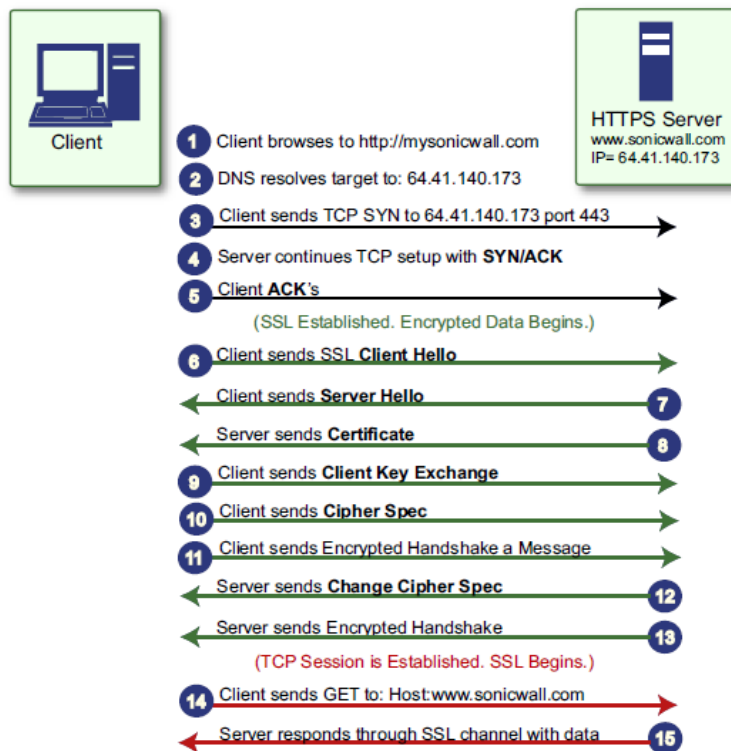 Client
HTTPS Server
www.sonicwall.com
IP= 64.41.140.173
1 Client browses to http://mysonicwall.com
2 DNS resolves target to: 64.41.140.173
3 Client sends TCP SYN to 64.41.140.173 port 443
4 Server continues TCP setup with SYN/ACK
5 Client ACK's
(SSL Established. Encrypted Data Begins.)
6 Client sends SSL Client Hello
Client sends Server Hello 7
Server sends Certificate 8
9 Client sends Client Key Exchange
10 Client sends Cipher Spec
11 Client sends Encrypted Handshake a Message
Server sends Change Cipher Spec 12
Server sends Encrypted Handshake 13
(TCP Session is Established. SSL Begins.)
14 Client sends GET to: Host:www.sonicwall.com
Server responds through SSL channel with data 15